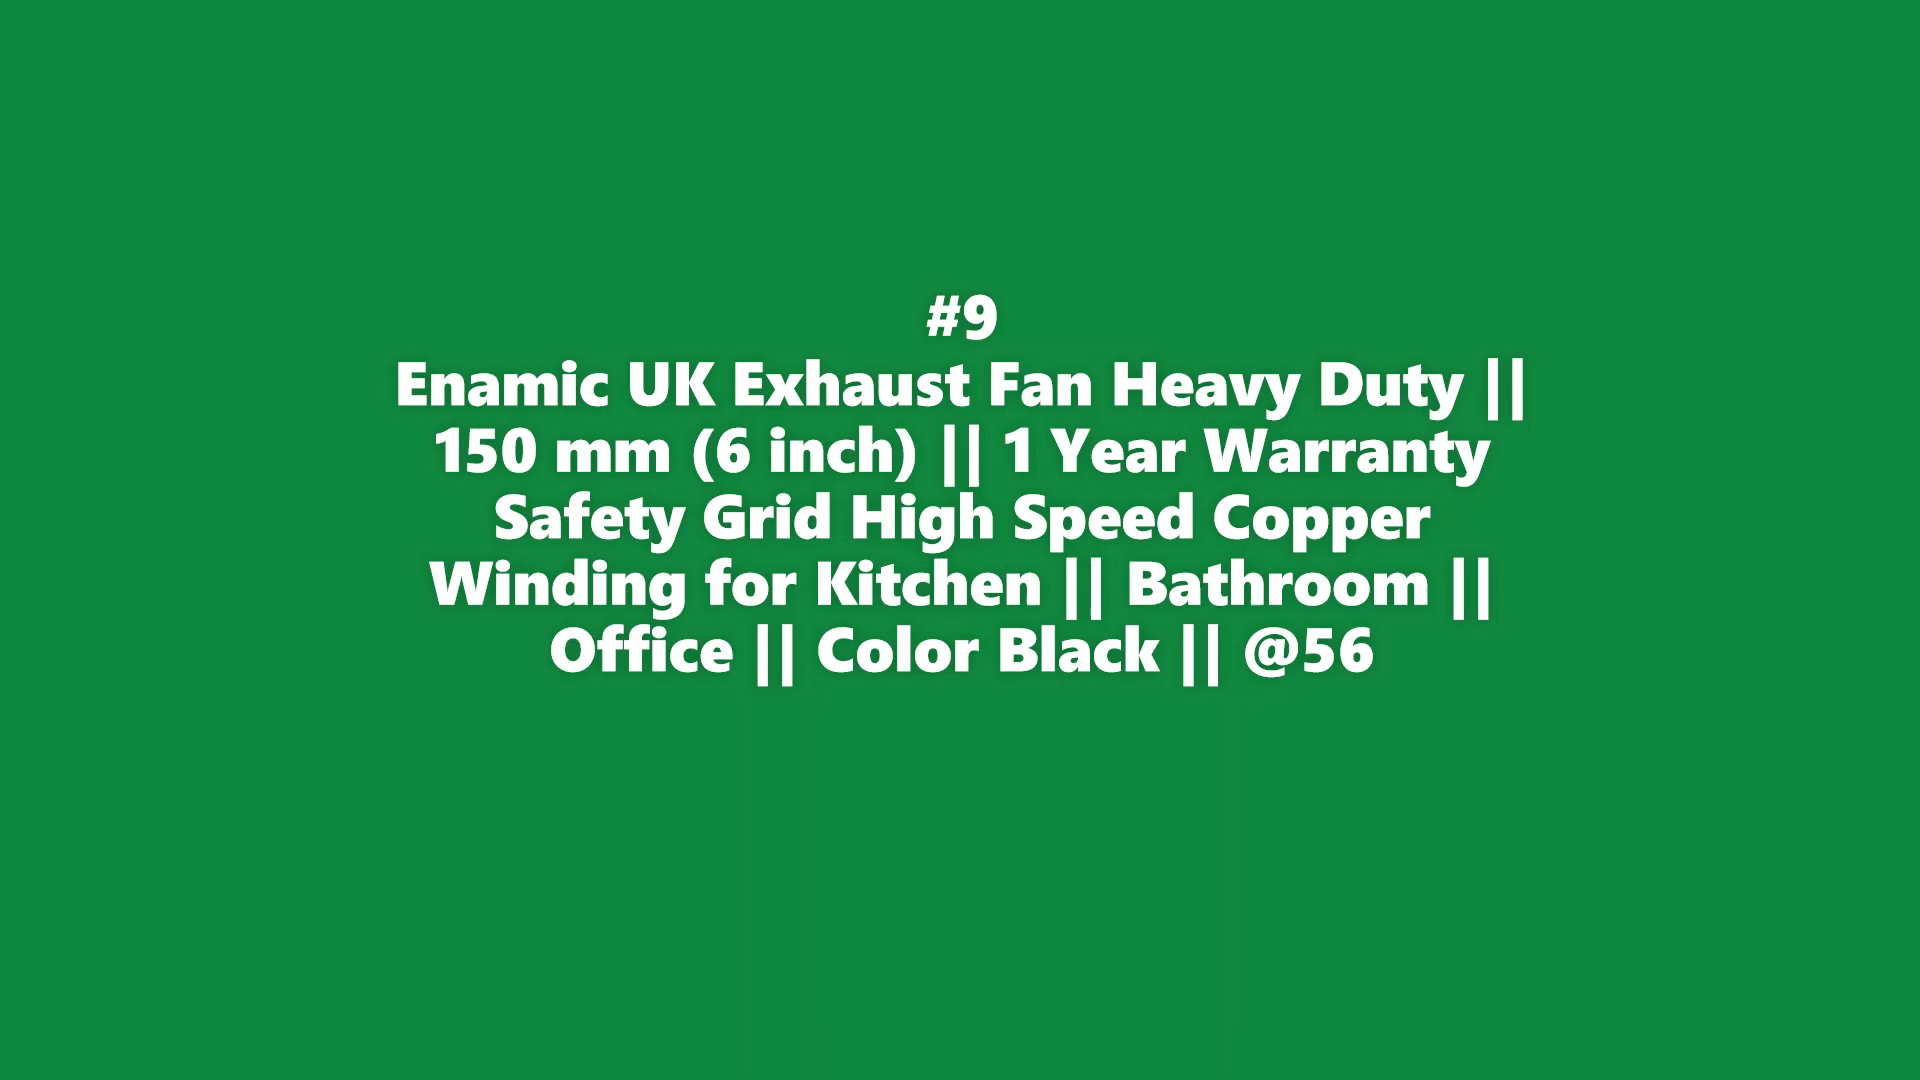 #9
Enamic UK Exhaust Fan Heavy Duty ||
150 mm (6 inch) || 1 Year Warranty
Safety Grid High Speed Copper
Winding for Kitchen || Bathroom ||
Office || Color Black || @56